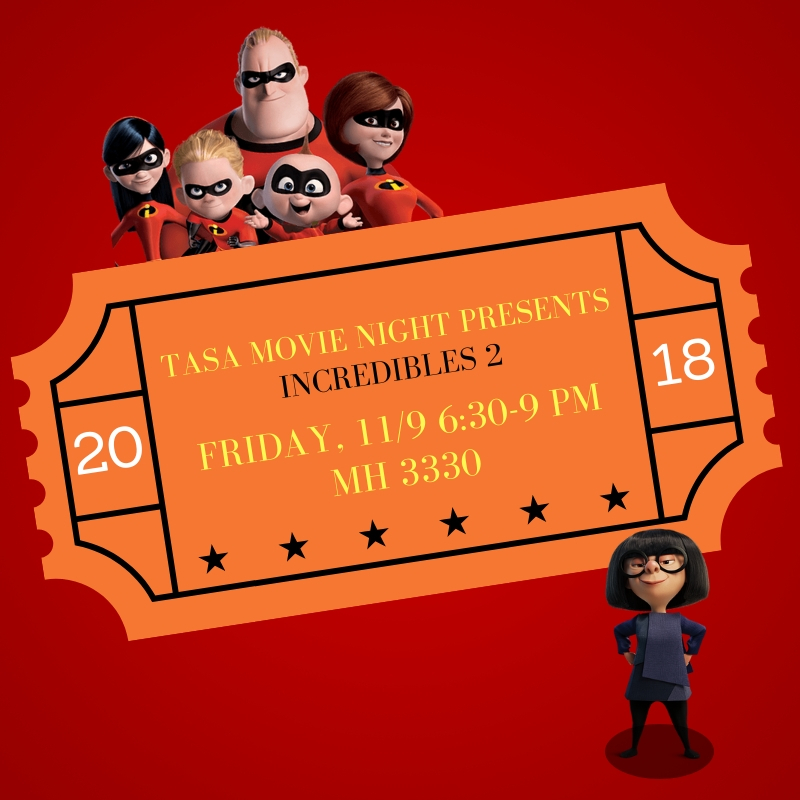 TASA MOVIE NIGHT PRESENTS
INCREDIBLES 2
FRIDAY, 11/9 6:30-9 PM
MH 3330
20
18